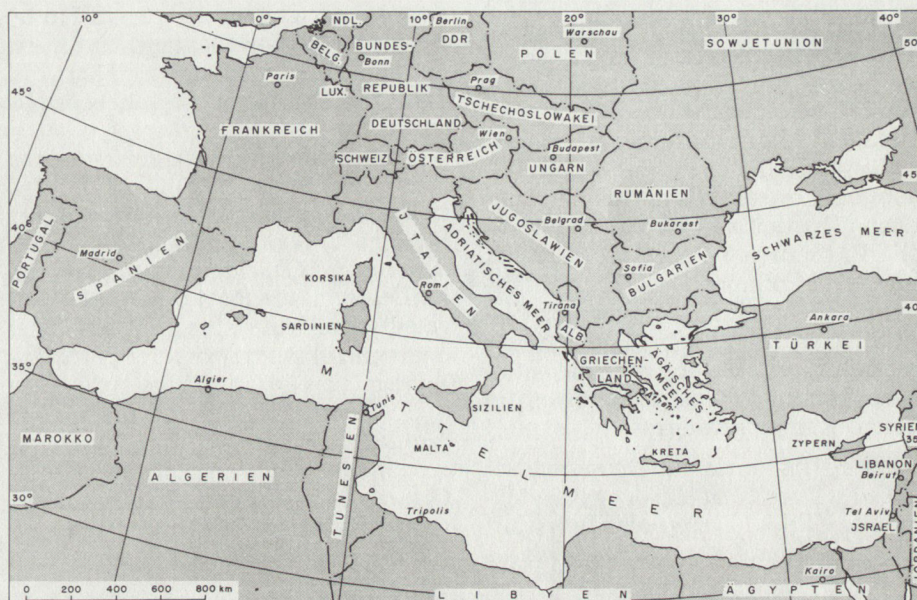 10°
0°
NDL.
10°
Berlin
20°
30°
40°
DDR
Warschau
BELG
BUNDES-
Bonn
POLEN
SOWJETUNION
50
Paris
LUX.
REPUBLIK
Prag
45°
TSCHECHOSLOWAKEI
FRANKREICH
DEUTSCHLAND
Wien
SCHWEIZ
ÖSTERREICH
Budapest
UNGARN
45
RUMÄNIEN
PORTUGAL
40°
JUGOSLAWIEN
Belgrad
Bukarest
SCHWARZES MEER
Madrid
SPANIEN
ITALIEN
ADRIATISCHES MEER
KORSIKA
Rom
Sofia
BULGARIEN
Tirana
SARDINIEN
ALB.
Ankara
40
TÜRKEI
35°
GRIECHEN-
LAND
ÄGÄISCHES
MEER
Athen
Algier
MITTELMEER
Tunis
SIZILIEN
MAROKKO
MALTA
KRETA
ZYPERN
SYRIEN
35
ALGERIEN
TUNESIEN
LIBANON
Beirut
30°
Tripolis
Tel Aviv
JSRAEL
Kairo
0 200 400 600 800 km
LIBYEN
ÄGYPTEN